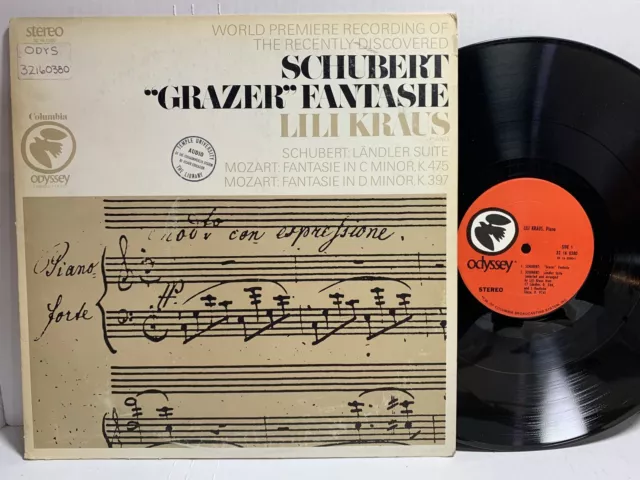 stereo
ODYS
32160380
Columbia
odyssey
WORLD PREMIERE RECORDING OF
THE RECENTLY DISCOVERED
SCHUBERT
"GRAZER" FANTASIE
LILI KRAUS
SCHUBERT: LÄNDLER SUITE
MOZART: FANTASIE IN C MINOR, K.475
MOZART: FANTASIE IN D MINOR, K.397
TEMPLE UNIVERSITY
AUDIO
THE LIBRARY
con espressione.
Piano
forte
pp
odyssey
STEREO
LILI KRAUS, Piano
SIDE 1